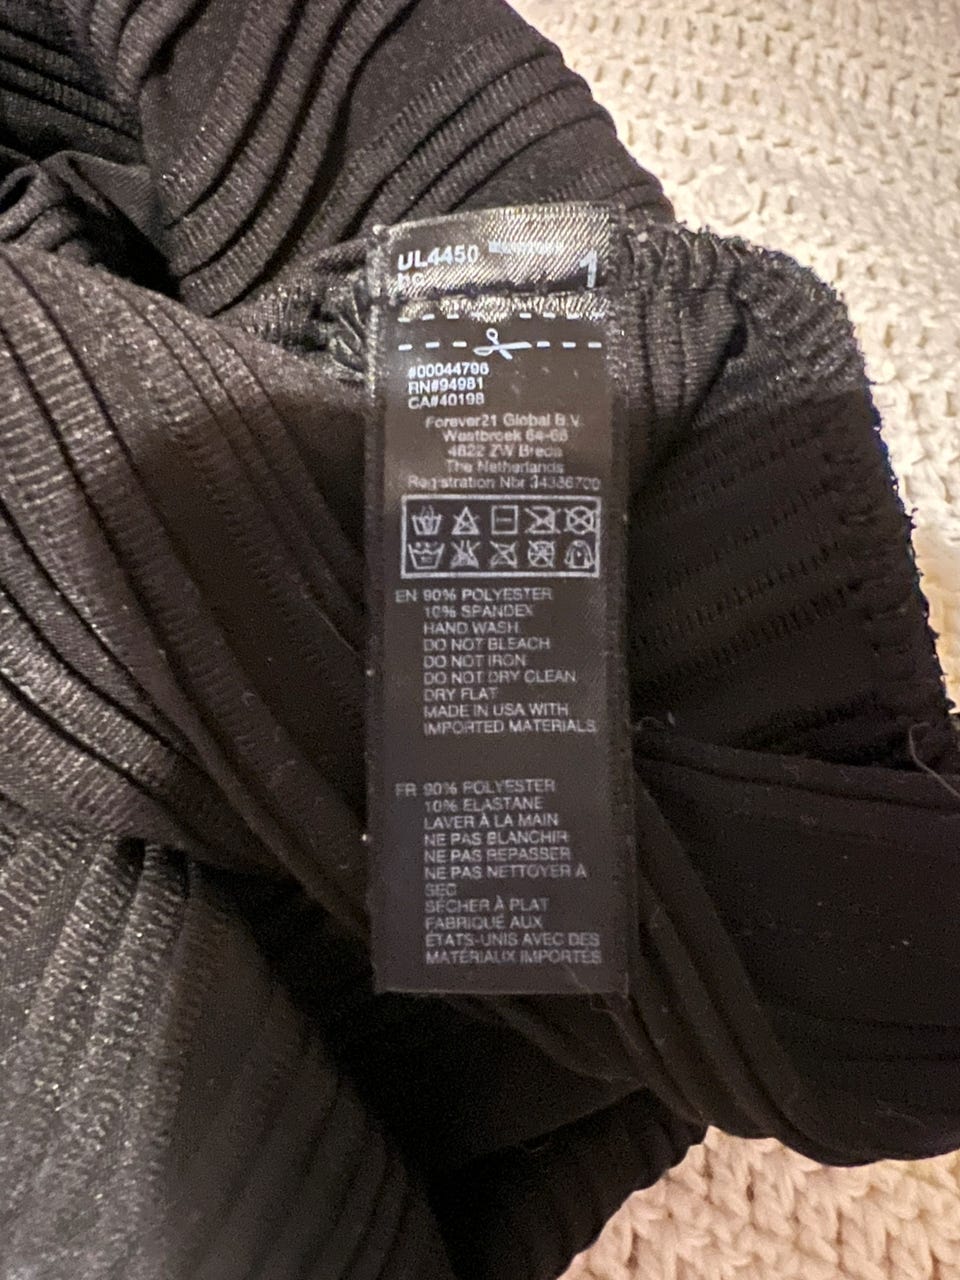 UL4450
1
#00044796
RN#94981
CA#40198
Forever21 Global B.V.
Westbroek 64-68
4822 ZW Breda
The Netherlands
Registration Nbr 34386700
EN 90% POLYESTER
10% SPANDEX
HAND WASH
DO NOT BLEACH
DO NOT IRON
DO NOT DRY CLEAN
DRY FLAT
MADE IN USA WITH
IMPORTED MATERIALS
FR 90% POLYESTER
10% ELASTANE
LAVER À LA MAIN
NE PAS BLANCHIR
NE PAS REPASSER
NE PAS NETTOYER À
SEC
SÉCHER À PLAT
FABRIQUÉ AUX
ÉTATS-UNIS AVEC DES
MATÉRIAUX IMPORTÉS